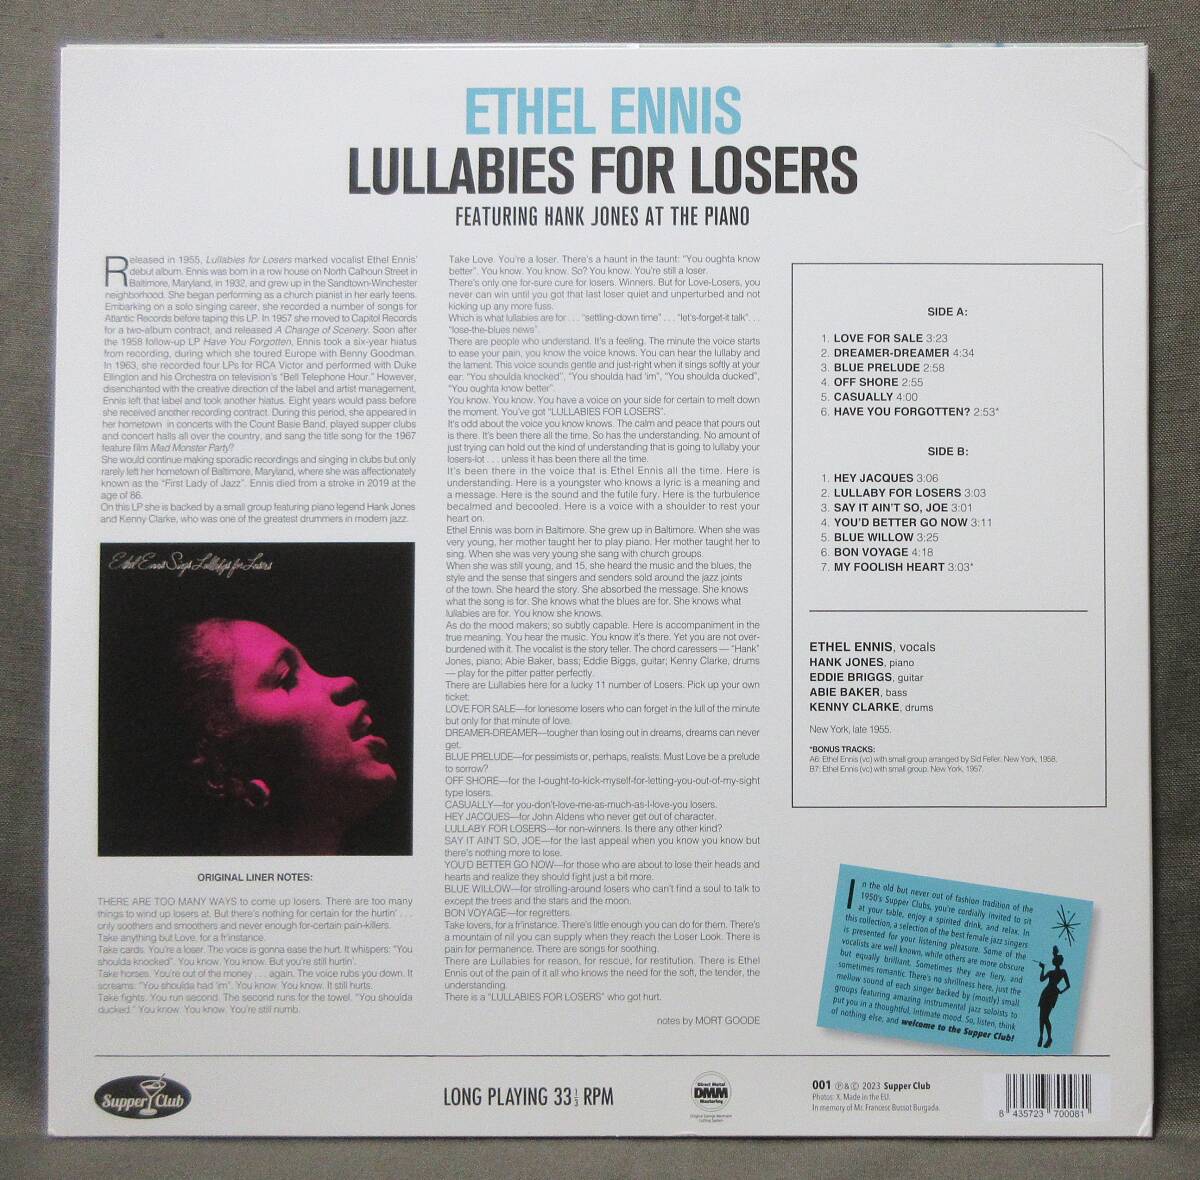 ETHEL ENNIS
LULLABIES FOR LOSERS
FEATURING HANK JONES AT THE PIANO
Released in 1955, Lullabies for Losers marked vocalist Ethel Ennis'
debut album. Ennis was born in a row house on North Calhoun Street in
Baltimore, Maryland, in 1932, and grew up in the Sandtown-Winchester
neighborhood. She began performing as a church pianist in her early teens.
Embarking on a solo singing career, she recorded a number of songs for
Atlantic Records before taping this LP. In 1957 she moved to Capitol Records
for a two-album contract, and released A Change of Scenery. Soon after
the 1958 follow-up LP Have You Forgotten, Ennis took a six-year hiatus
from recording, during which she toured Europe with Benny Goodman.
In 1963, she recorded four LPs for RCA Victor and performed with Duke
Ellington and his Orchestra on television's "Bell Telephone Hour." However,
disenchanted with the creative direction of the label and artist management,
Ennis left that label and took another hiatus. Eight years would pass before
she received another recording contract. During this period, she appeared in
her hometown in concerts with the Count Basie Band, played supper clubs
and concert halls all over the country, and sang the title song for the 1967
feature film Mad Monster Party?
She would continue making sporadic recordings and singing in clubs but only
rarely left her hometown of Baltimore, Maryland, where she was affectionately
known as the "First Lady of Jazz". Ennis died from a stroke in 2019 at the
age of 86.
On this LP she is backed by a small group featuring piano legend Hank Jones
and Kenny Clarke, who was one of the greatest drummers in modern jazz.
Ethel Ennis Sings Lullabys for Losers
ORIGINAL LINER NOTES:
THERE ARE TOO MANY WAYS to come up losers. There are too many
things to wind up losers at. But there's nothing for certain for the hurtin' . . .
only soothers and smoothers and never enough for-certain pain-killers.
Take anything but Love, for a fr'instance.
Take cards. You're a loser. The voice is gonna ease the hurt. It whispers: "You
shoulda knocked". You know. You know. But you're still hurtin'.
Take horses. You're out of the money . . . again. The voice rubs you down. It
screams: "You shoulda had 'im". You know. You know. It still hurts.
Take fights. You run second. The second runs for the towel. "You shoulda
ducked." You know. You know. You're still numb.
Take Love. You're a loser. There's a haunt in the taunt: "You oughta know
better". You know. You know. So? You know. You're still a loser.
There's only one for-sure cure for losers. Winners. But for Love-Losers, you
never can win until you got that last loser quiet and unperturbed and not
kicking up any more fuss.
Which is what lullabies are for . . . "settling-down time" . . . "let's-forget-it talk". . .
"lose-the-blues news".
There are people who understand. It's a feeling. The minute the voice starts
to ease your pain, you know the voice knows. You can hear the lullaby and
the lament. This voice sounds gentle and just-right when it sings softly at your
ear. "You shoulda knocked", "You shoulda had 'im", "You shoulda ducked",
"You oughta know better".
You know. You know. You have a voice on your side for certain to melt down
the moment. You've got "LULLABIES FOR LOSERS".
It's odd about the voice you know knows. The calm and peace that pours out
is there. It's been there all the time. So has the understanding. No amount of
just trying can hold out the kind of understanding that is going to lullaby your
losers-lot . . . unless it has been there all the time.
It's been there in the voice that is Ethel Ennis all the time. Here is
understanding. Here is a youngster who knows a lyric is a meaning and
a message. Here is the sound and the futile fury. Here is the turbulence
becalmed and becooled. Here is a voice with a shoulder to rest your
heart on.
Ethel Ennis was born in Baltimore. She grew up in Baltimore. When she was
very young, her mother taught her to play piano. Her mother taught her to
sing. When she was very young she sang with church groups.
When she was still young, and 15, she heard the music and the blues, the
style and the sense that singers and senders sold around the jazz joints
of the town. She heard the story. She absorbed the message. She knows
what the song is for. She knows what the blues are for. She knows what
lullabies are for. You know she knows.
As do the mood makers; so subtly capable. Here is accompaniment in the
true meaning. You hear the music. You know it's there. Yet you are not over-
burdened with it. The vocalist is the story teller. The chord caressers — "Hank"
Jones, piano; Abie Baker, bass; Eddie Biggs, guitar; Kenny Clarke, drums
— play for the pitter patter perfectly.
There are Lullabies here for a lucky 11 number of Losers. Pick up your own
ticket:
LOVE FOR SALE—for lonesome losers who can forget in the lull of the minute
but only for that minute of love.
DREAMER-DREAMER—tougher than losing out in dreams, dreams can never
get.
BLUE PRELUDE—for pessimists or, perhaps, realists. Must Love be a prelude
to sorrow?
OFF SHORE—for the I-ought-to-kick-myself-for-letting-you-out-of-my-sight
type losers.
CASUALLY—for you-don't-love-me-as-much-as-I-love-you losers.
HEY JACQUES—for John Aldens who never get out of character.
LULLABY FOR LOSERS—for non-winners. Is there any other kind?
SAY IT AIN'T SO, JOE—for the last appeal when you know you know but
there's nothing more to lose.
YOU'D BETTER GO NOW—for those who are about to lose their heads and
hearts and realize they should fight just a bit more.
BLUE WILLOW—for strolling-around losers who can't find a soul to talk to
except the trees and the stars and the moon.
BON VOYAGE—for regretters.
Take lovers, for a fr'instance. There's little enough you can do for them. There's
a mountain of nil you can supply when they reach the Loser Look. There is
pain for permanence. There are songs for soothing.
There are Lullabies for reason, for rescue, for restitution. There is Ethel
Ennis out of the pain of it all who knows the need for the soft, the tender, the
understanding.
There is a "LULLABIES FOR LOSERS" who got hurt.
notes by MORT GOODE
SIDE A:
1. LOVE FOR SALE 3:23
2. DREAMER-DREAMER 4:34
3. BLUE PRELUDE 2:58
4. OFF SHORE 2:55
5. CASUALLY 4:00
6. HAVE YOU FORGOTTEN? 2:53*
SIDE B:
1. HEY JACQUES 3:06
2. LULLABY FOR LOSERS 3:03
3. SAY IT AIN'T SO, JOE 3:01
4. YOU'D BETTER GO NOW 3:11
5. BLUE WILLOW 3:25
6. BON VOYAGE 4:18
7. MY FOOLISH HEART 3:03*
ETHEL ENNIS, vocals
HANK JONES, piano
EDDIE BRIGGS, guitar
ABIE BAKER, bass
KENNY CLARKE, drums
New York, late 1955.
*BONUS TRACKS:
A6: Ethel Ennis (vc) with small group arranged by Sid Feller. New York, 1958.
B7: Ethel Ennis (vc) with small group. New York, 1957.
In the old but never out of fashion tradition of the
1950's Supper Clubs, you're cordially invited to sit
at your table, enjoy a spirited drink, and relax. In
this collection, a selection of the best female jazz singers
is presented for your listening pleasure. Some of the
vocalists are well known, while others are more obscure
but equally brilliant. Sometimes they are fiery, and
sometimes romantic. There's no shrillness here, just the
mellow sound of each singer backed by (mostly) small
groups featuring amazing instrumental jazz soloists to
put you in a thoughtful, intimate mood. So, listen, think
of nothing else, and welcome to the Supper Club!
Supper Club
LONG PLAYING 33 1/3 RPM
Direct Metal
DMM
Mastering
Original George Neumann
Cutting System
001 ℗ & © 2023 Supper Club
Photos: X. Made in the EU.
In memory of Mr. Francesc Bussot Burgada.
8 435723 700081